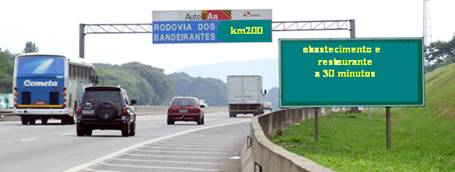 AutoBAn
RODOVIA DOS
BANDEIRANTES
km200
abastecimento e
restaurante
a 30 minutos
Cometa